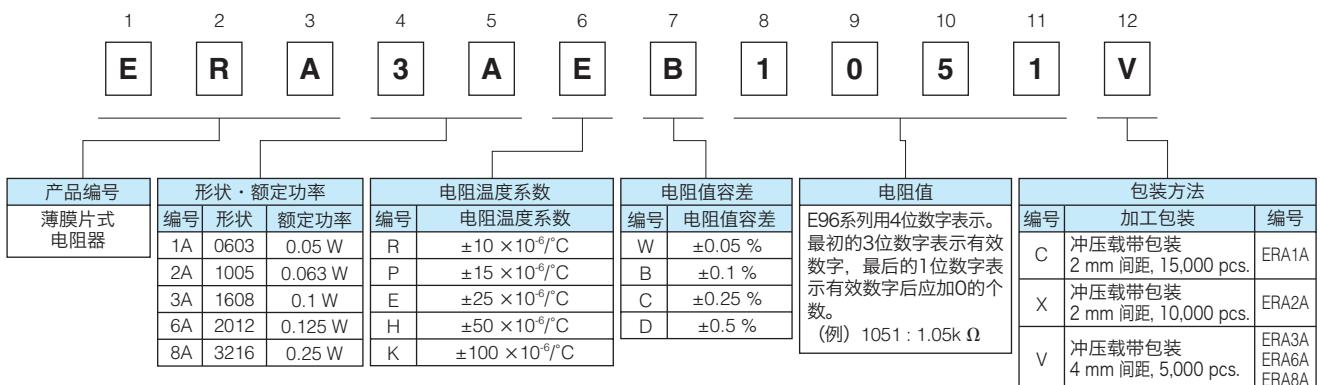 1 2 3 4 5 6 7 8 9 10 11 12
E R A 3 A E B 1 0 5 1 V
产品编号
薄膜片式
电阻器
形状・额定功率
编号 形状 额定功率
1A 0603 0.05 W
2A 1005 0.063 W
3A 1608 0.1 W
6A 2012 0.125 W
8A 3216 0.25 W
电阻温度系数
编号 电阻温度系数
R ±10 ×10⁻⁶/°C
P ±15 ×10⁻⁶/°C
E ±25 ×10⁻⁶/°C
H ±50 ×10⁻⁶/°C
K ±100 ×10⁻⁶/°C
电阻值容差
编号 电阻值容差
W ±0.05 %
B ±0.1 %
C ±0.25 %
D ±0.5 %
电阻值
E96系列用4位数字表示。
最初的3位数字表示有效
数字，最后的1位数字表
示有效数字后应加0的个
数。
（例）1051 : 1.05k Ω
包装方法
编号 加工包装 编号
C 冲压载带包装
2 mm 间距, 15,000 pcs. ERA1A
X 冲压载带包装
2 mm 间距, 10,000 pcs. ERA2A
V 冲压载带包装
4 mm 间距, 5,000 pcs.
ERA3A
ERA6A
ERA8A